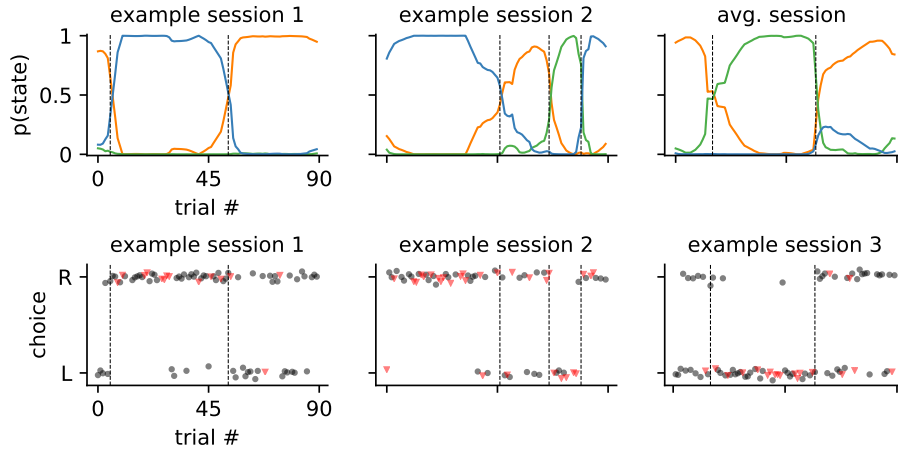 example session 1
example session 2
avg. session
p(state)
1
0.5
0
0
45
90
trial #
example session 1
example session 2
example session 3
choice
R
L
0
45
90
trial #